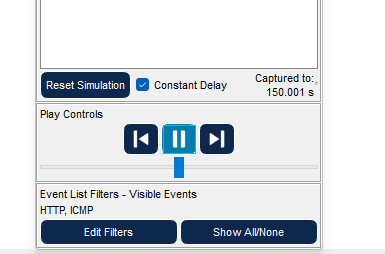 Reset Simulation
Constant Delay
Captured to:
150.001 s
Play Controls
Event List Filters - Visible Events
HTTP, ICMP
Edit Filters
Show All/None